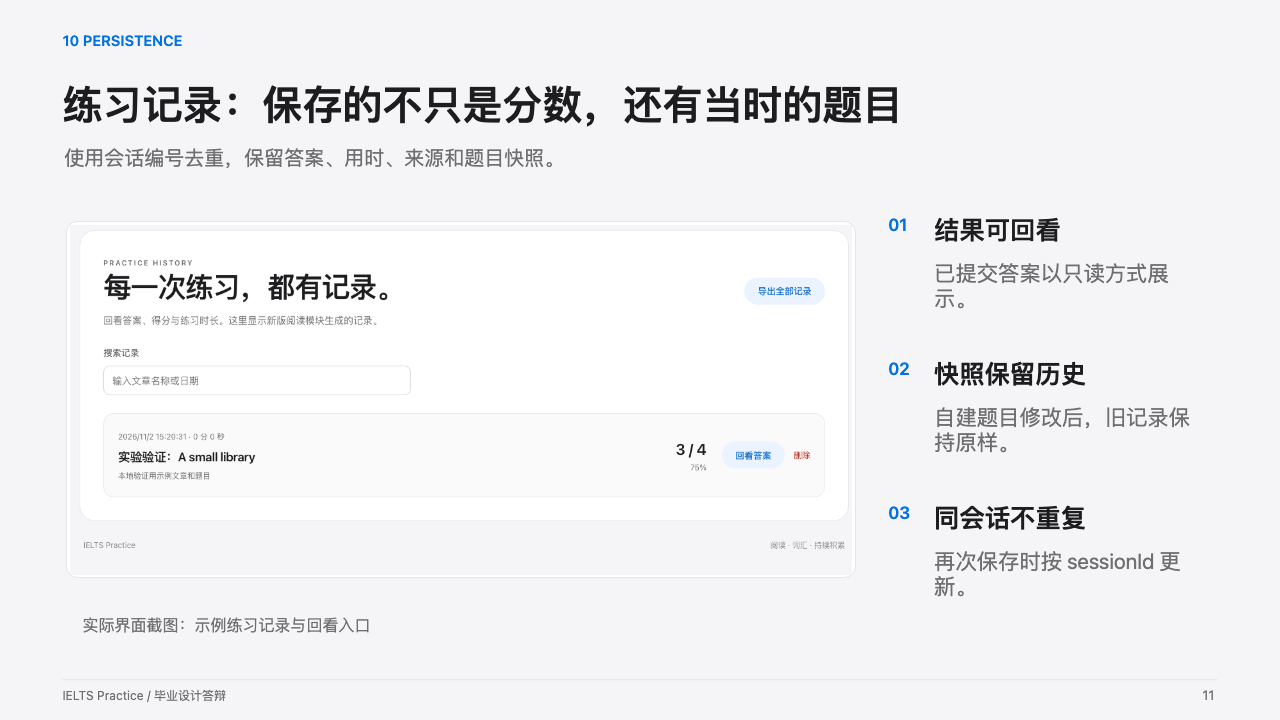 10 PERSISTENCE
练习记录：保存的不只是分数，还有当时的题目
使用会话编号去重，保留答案、用时、来源和题目快照。
PRACTICE HISTORY
每一次练习，都有记录。
导出全部记录
回看答案、得分与练习时长。这里显示新版阅读模块生成的记录。
搜索记录
输入文章名称或日期
2026/11/2 15:20:31 · 0 分 0 秒
实验验证：A small library
本地验证用示例文章和题目
3 / 4
75%
回看答案
删除
IELTS Practice
阅读 · 词汇 · 持续积累
实际界面截图：示例练习记录与回看入口
01
结果可回看
已提交答案以只读方式展
示。
02
快照保留历史
自建题目修改后，旧记录保
持原样。
03
同会话不重复
再次保存时按 sessionId 更
新。
IELTS Practice / 毕业设计答辩
11